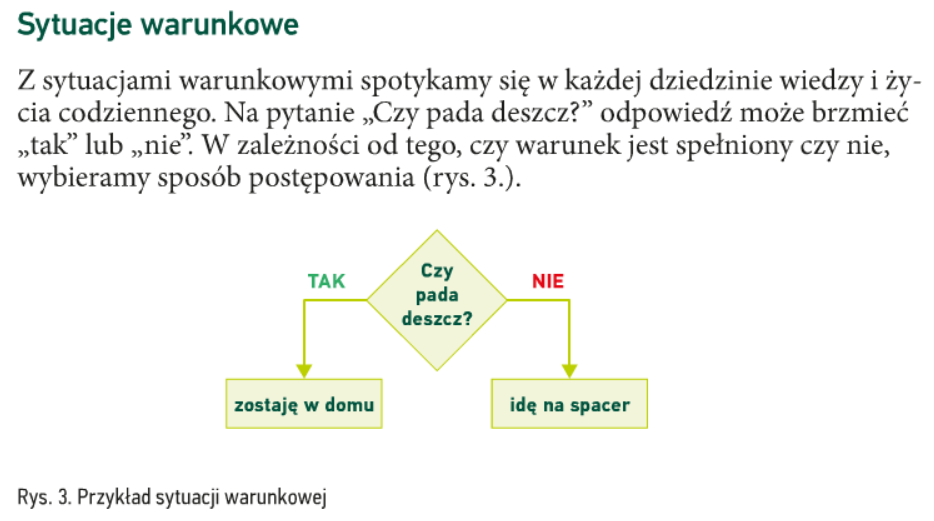 Sytuacje warunkowe
Z sytuacjami warunkowymi spotykamy się w każdej dziedzinie wiedzy i ży-
cia codziennego. Na pytanie „Czy pada deszcz?” odpowiedź może brzmieć
„tak” lub „nie”. W zależności od tego, czy warunek jest spełniony czy nie,
wybieramy sposób postępowania (rys. 3.).
Czy
pada
deszcz?
TAK
NIE
zostaję w domu
idę na spacer
Rys. 3. Przykład sytuacji warunkowej